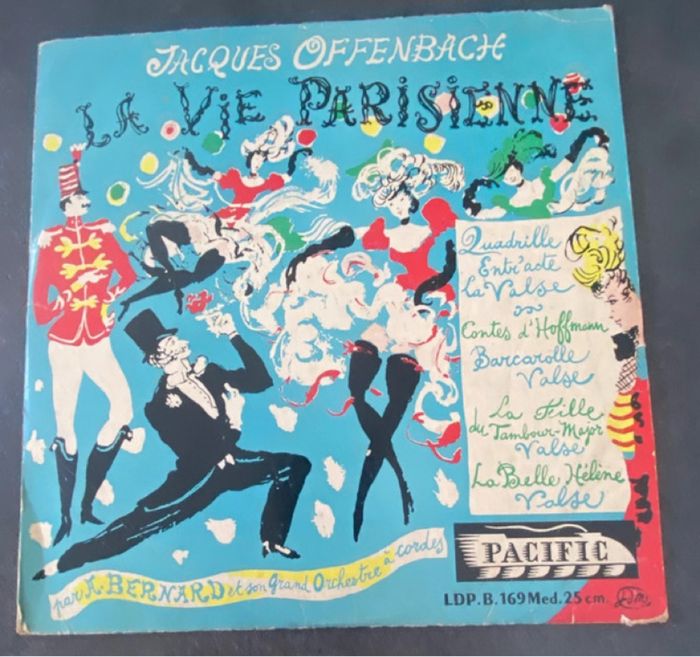 JACQUES OFFENBACH
LA VIE PARISIENNE
Quadrille
Entr'acte
La Valse
Contes d'Hoffmann
Barcarolle
Valse
La Fille
du Tambour-Major
Valse
La Belle Hélène
Valse
par A. BERNARD et son Grand Orchestre à cordes
PACIFIC
LDP.B.169 Med. 25 cm.